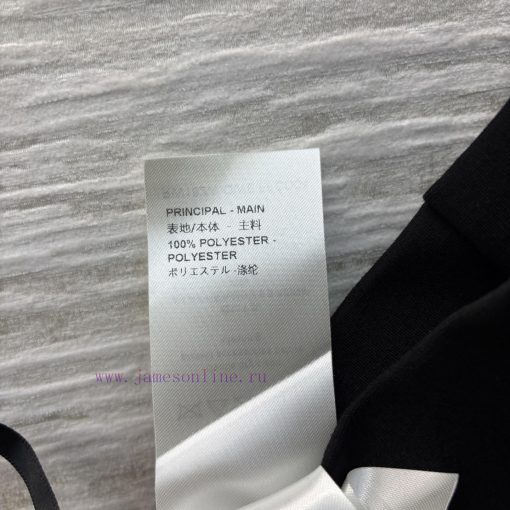 PRINCIPAL - MAIN
表地/本体 - 主料
100% POLYESTER -
POLYESTER
ポリエステル -涤纶
www.jamesonline.ru